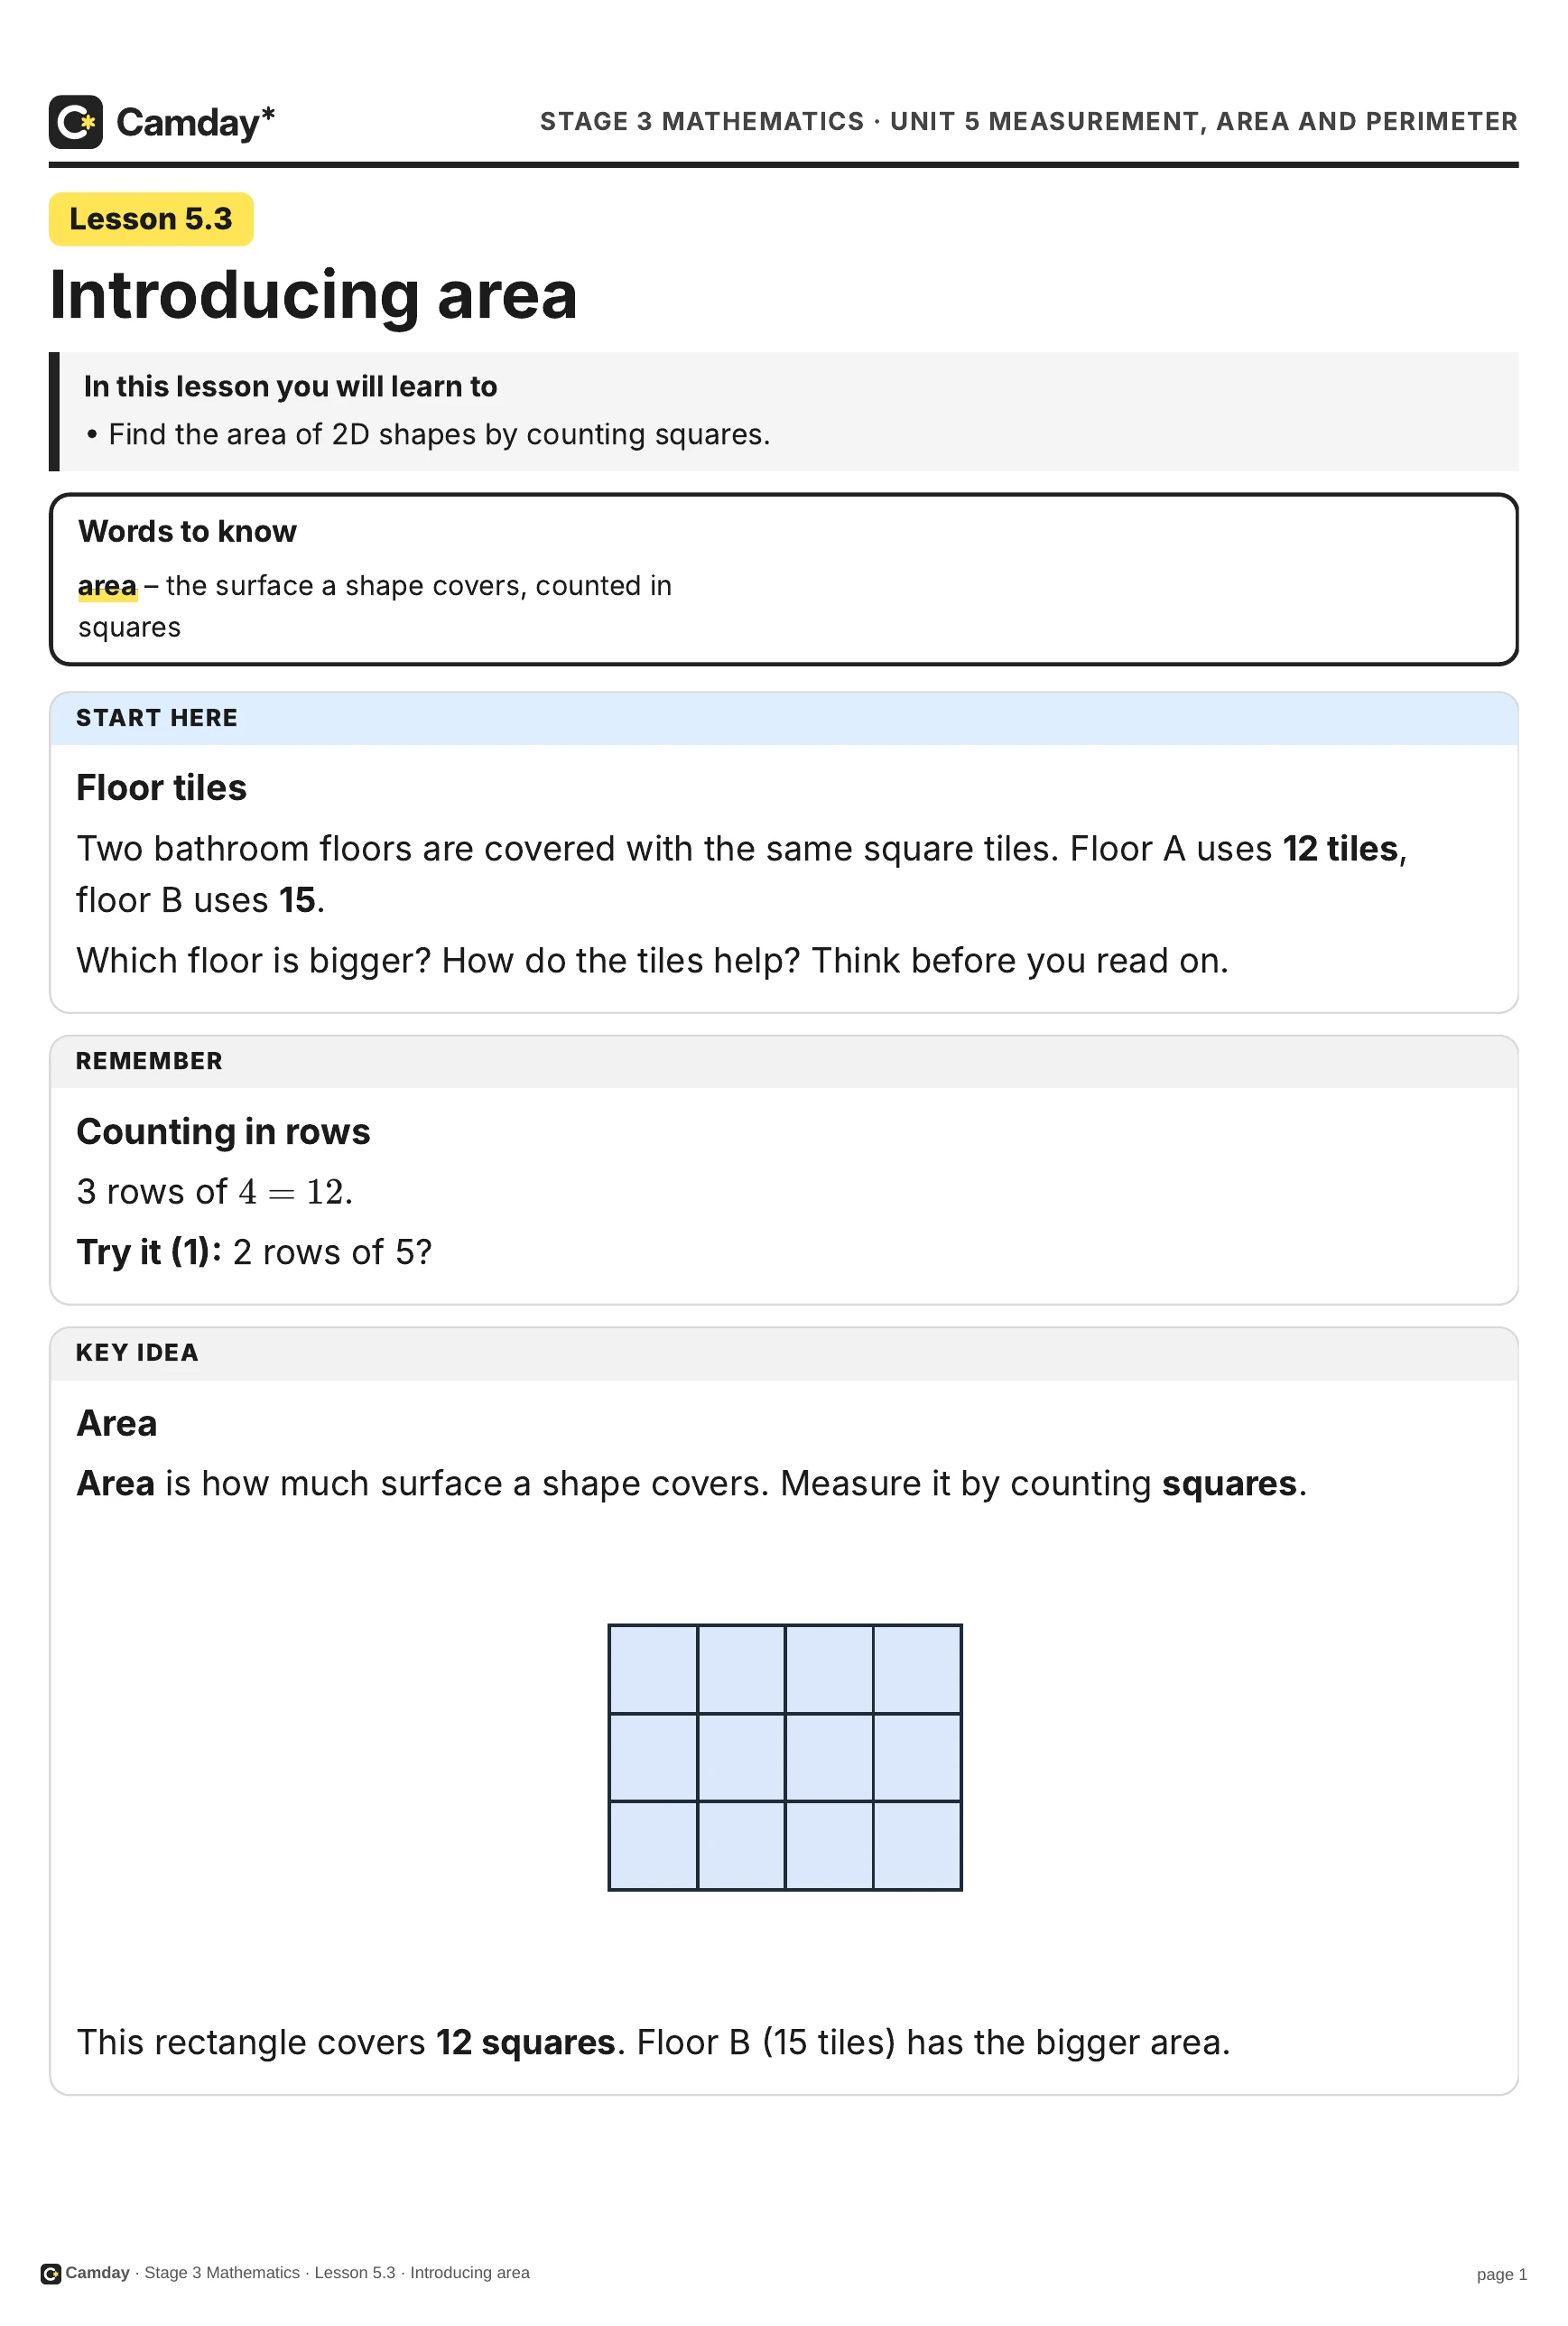 Camday*
STAGE 3 MATHEMATICS · UNIT 5 MEASUREMENT, AREA AND PERIMETER
Lesson 5.3
Introducing area
In this lesson you will learn to
• Find the area of 2D shapes by counting squares.
Words to know
area – the surface a shape covers, counted in
squares
START HERE
Floor tiles
Two bathroom floors are covered with the same square tiles. Floor A uses 12 tiles,
floor B uses 15.
Which floor is bigger? How do the tiles help? Think before you read on.
REMEMBER
Counting in rows
3 rows of 4 = 12.
Try it (1): 2 rows of 5?
KEY IDEA
Area
Area is how much surface a shape covers. Measure it by counting squares.
This rectangle covers 12 squares. Floor B (15 tiles) has the bigger area.
Camday · Stage 3 Mathematics · Lesson 5.3 · Introducing area
page 1